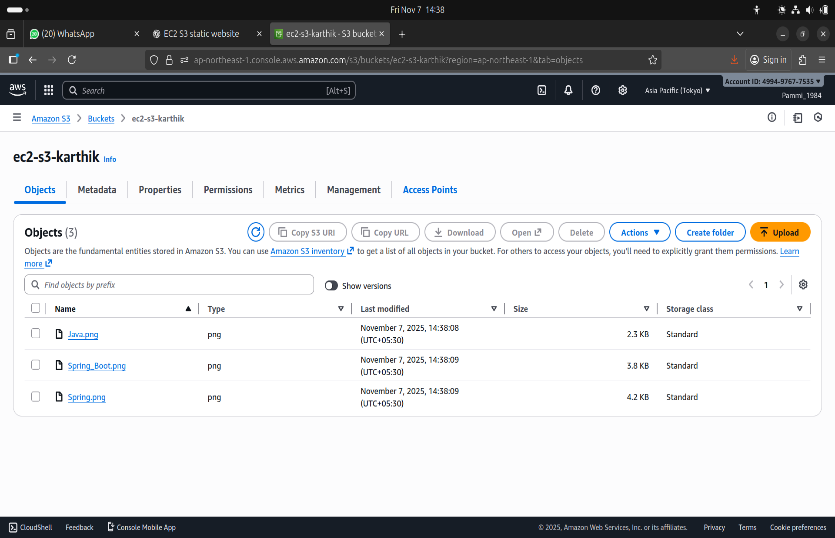 Fri Nov 7 14:38
(20) WhatsApp
EC2 S3 static website
ec2-s3-karthik - S3 bucket
ap-northeast-1.console.aws.amazon.com/s3/buckets/ec2-s3-karthik?region=ap-northeast-1&tab=objects
Sign in
aws
Search
[Alt+S]
Asia Pacific (Tokyo)
Account ID: 4994-9767-7535
Pammi_1984
Amazon S3
Buckets
ec2-s3-karthik
ec2-s3-karthik Info
Objects
Metadata
Properties
Permissions
Metrics
Management
Access Points
Objects (3)
Copy S3 URI
Copy URL
Download
Open
Delete
Actions
Create folder
Upload
Objects are the fundamental entities stored in Amazon S3. You can use Amazon S3 inventory to get a list of all objects in your bucket. For others to access your objects, you'll need to explicitly grant them permissions. Learn
more
Find objects by prefix
Show versions
1
Name
Type
Last modified
Size
Storage class
Java.png
png
November 7, 2025, 14:38:08
(UTC+05:30)
2.3 KB
Standard
Spring_Boot.png
png
November 7, 2025, 14:38:09
(UTC+05:30)
3.8 KB
Standard
Spring.png
png
November 7, 2025, 14:38:09
(UTC+05:30)
4.2 KB
Standard
CloudShell
Feedback
Console Mobile App
© 2025, Amazon Web Services, Inc. or its affiliates.
Privacy
Terms
Cookie preferences